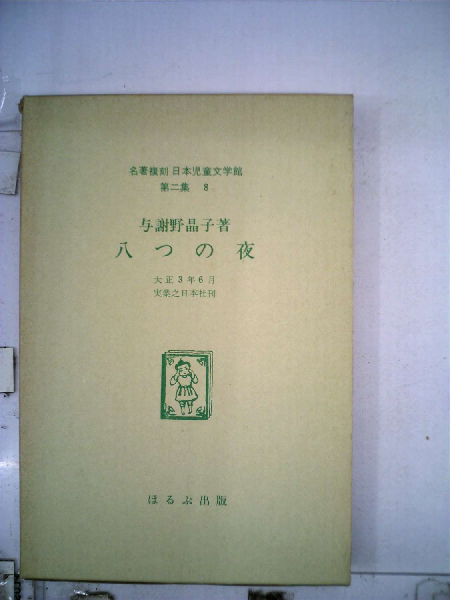 名著複刻 日本児童文学館
第二集 8
与謝野晶子著
八つの夜
大正3年6月
実業之日本社刊
ほるぷ出版